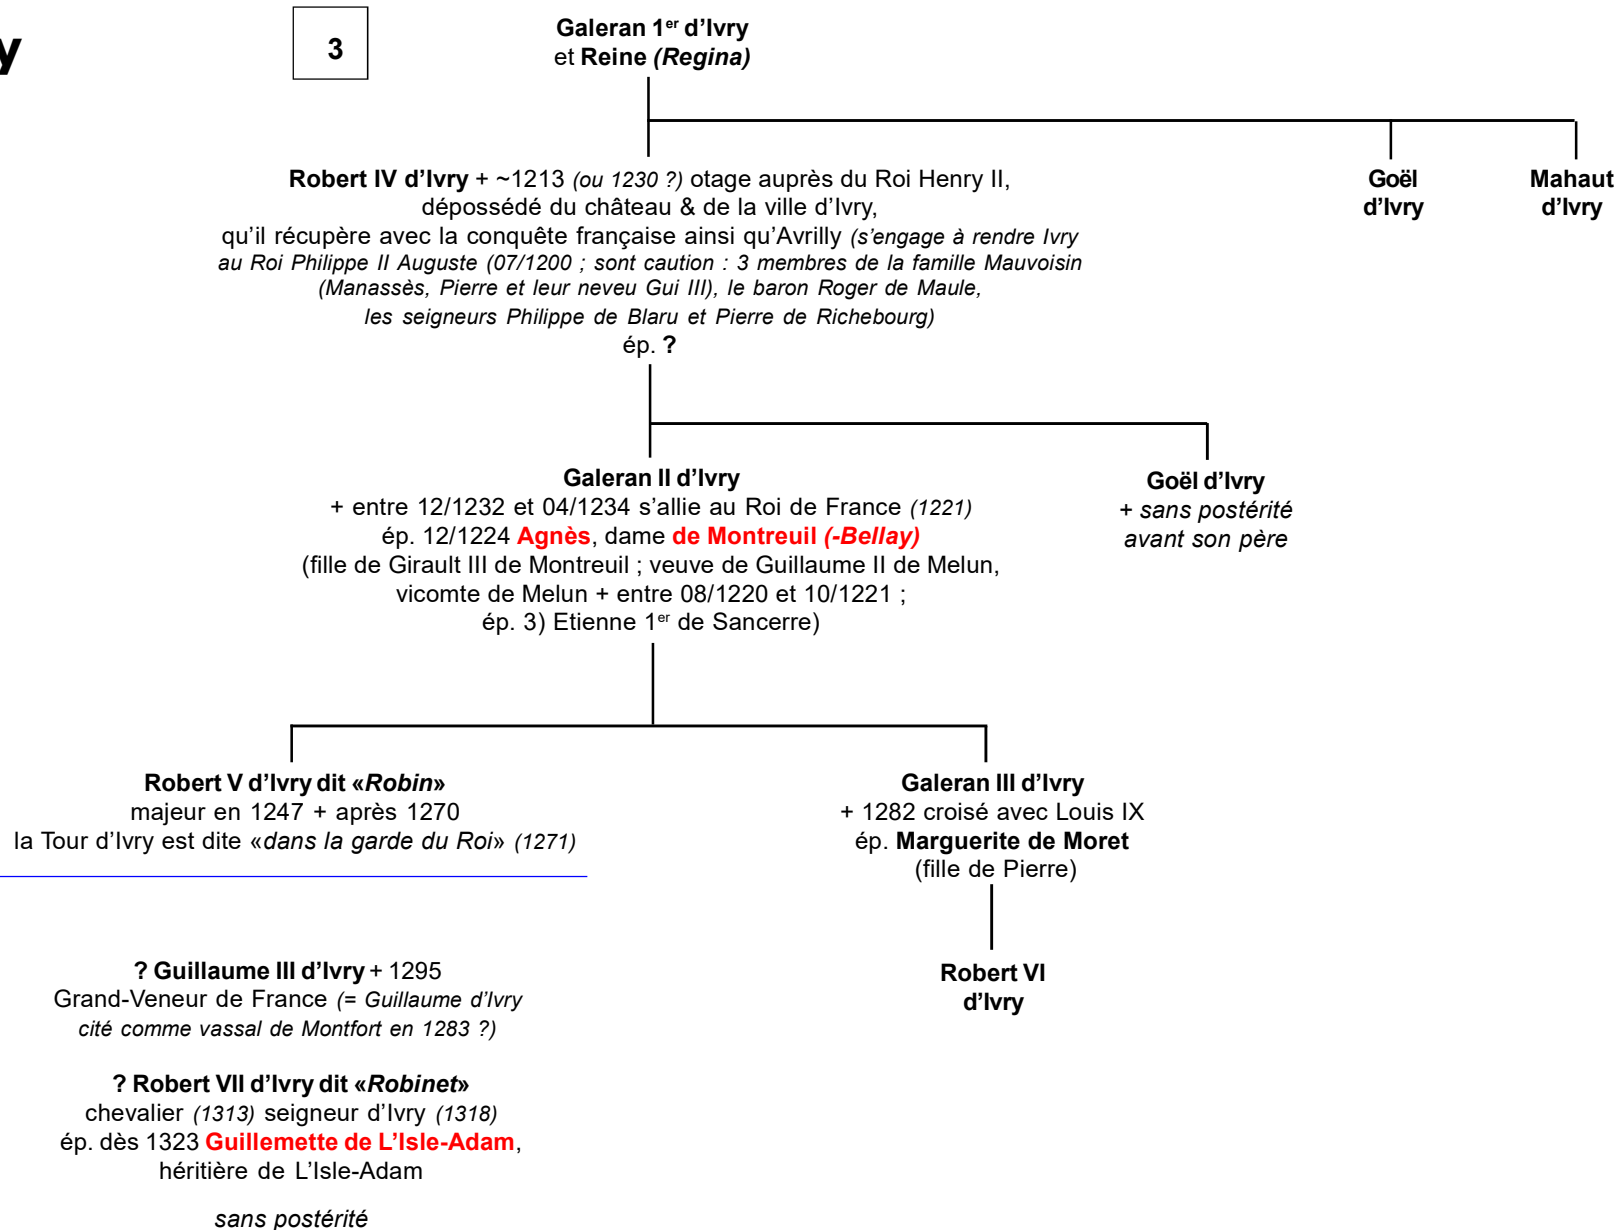 y
3
Galeran 1er d’Ivry
et Reine (Regina)
Robert IV d’Ivry + ~1213 (ou 1230 ?) otage auprès du Roi Henry II,
dépossédé du château & de la ville d’Ivry,
qu’il récupère avec la conquête française ainsi qu’Avrilly (s’engage à rendre Ivry
au Roi Philippe II Auguste (07/1200 ; sont caution : 3 membres de la famille Mauvoisin
(Manassès, Pierre et leur neveu Gui III), le baron Roger de Maule,
les seigneurs Philippe de Blaru et Pierre de Richebourg)
ép. ?
Goël
d’Ivry
Mahaut
d’Ivry
Galeran II d’Ivry
+ entre 12/1232 et 04/1234 s’allie au Roi de France (1221)
ép. 12/1224 Agnès, dame de Montreuil (-Bellay)
(fille de Girault III de Montreuil ; veuve de Guillaume II de Melun,
vicomte de Melun + entre 08/1220 et 10/1221 ;
ép. 3) Etienne 1er de Sancerre)
Goël d’Ivry
+ sans postérité
avant son père
Robert V d’Ivry dit «Robin»
majeur en 1247 + après 1270
la Tour d’Ivry est dite «dans la garde du Roi» (1271)
Galeran III d’Ivry
+ 1282 croisé avec Louis IX
ép. Marguerite de Moret
(fille de Pierre)
Robert VI
d’Ivry
? Guillaume III d’Ivry + 1295
Grand-Veneur de France (= Guillaume d’Ivry
cité comme vassal de Montfort en 1283 ?)
? Robert VII d’Ivry dit «Robinet»
chevalier (1313) seigneur d’Ivry (1318)
ép. dès 1323 Guillemette de L’Isle-Adam,
héritière de L’Isle-Adam
sans postérité